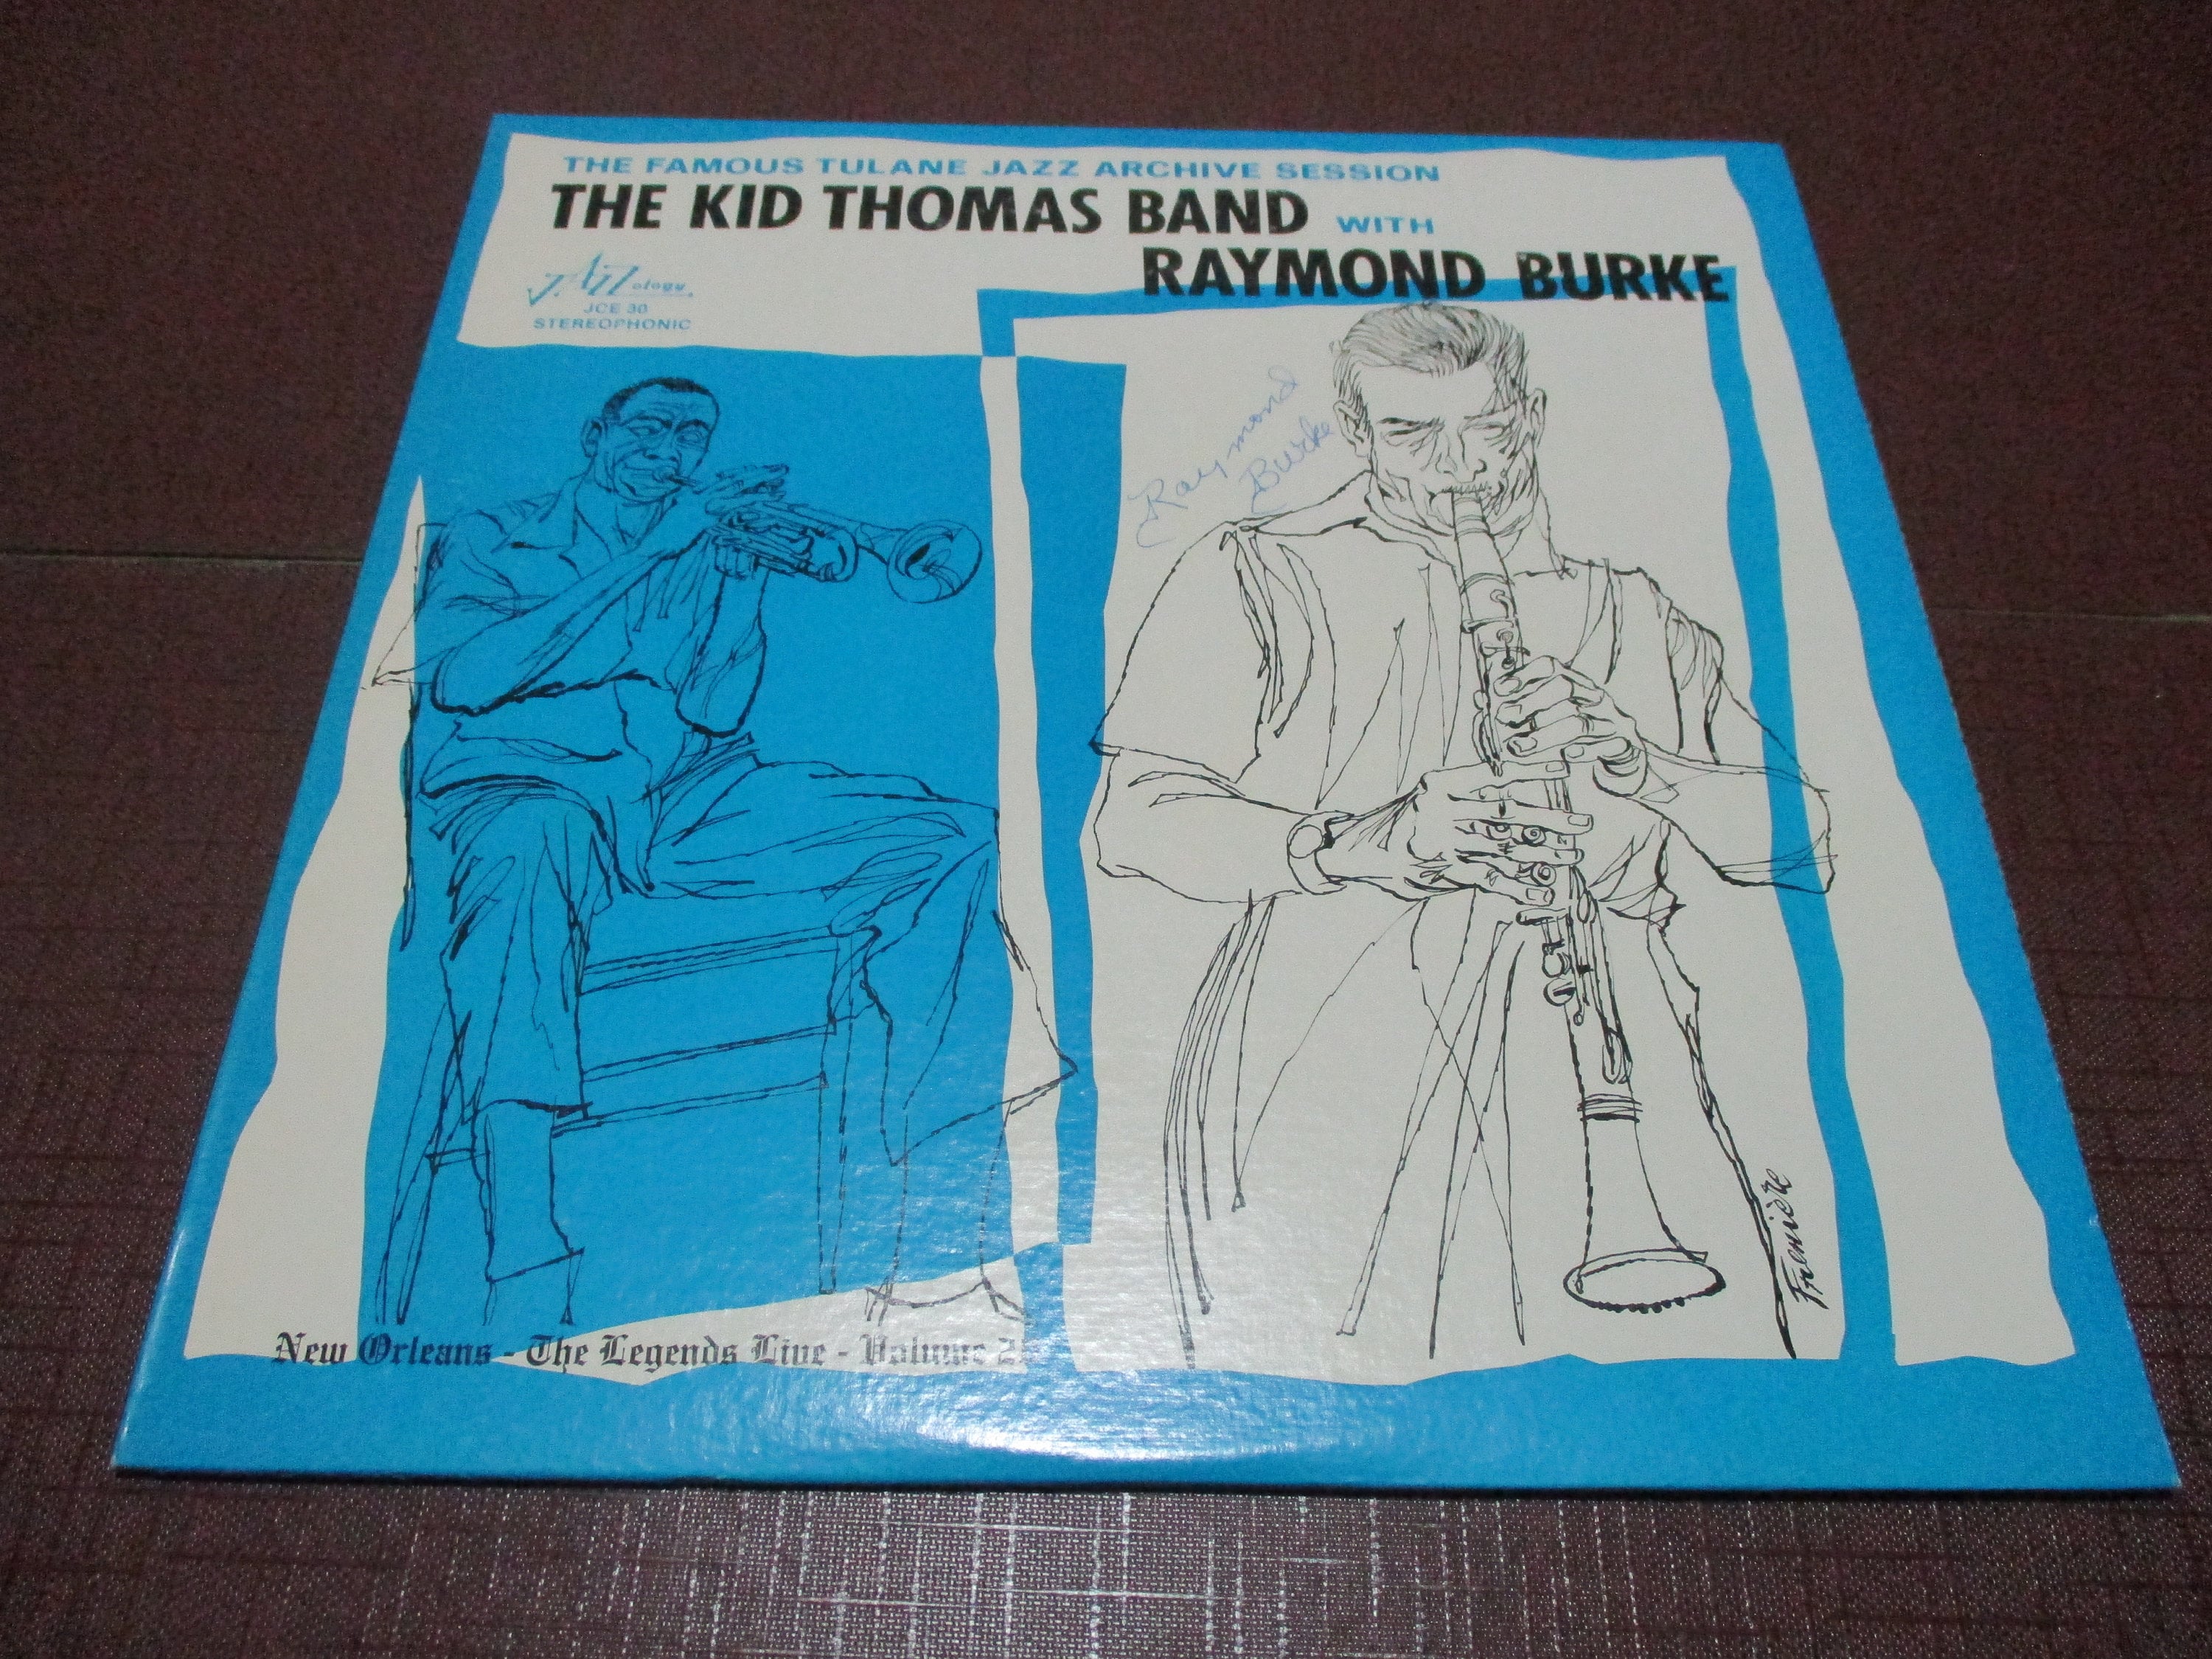 THE FAMOUS TULANE JAZZ ARCHIVE SESSION
THE KID THOMAS BAND WITH
RAYMOND BURKE
JAZZology
JCE 30
STEREOPHONIC
Raymond
Burke
Frenière
New Orleans - The Legends Live - Volume